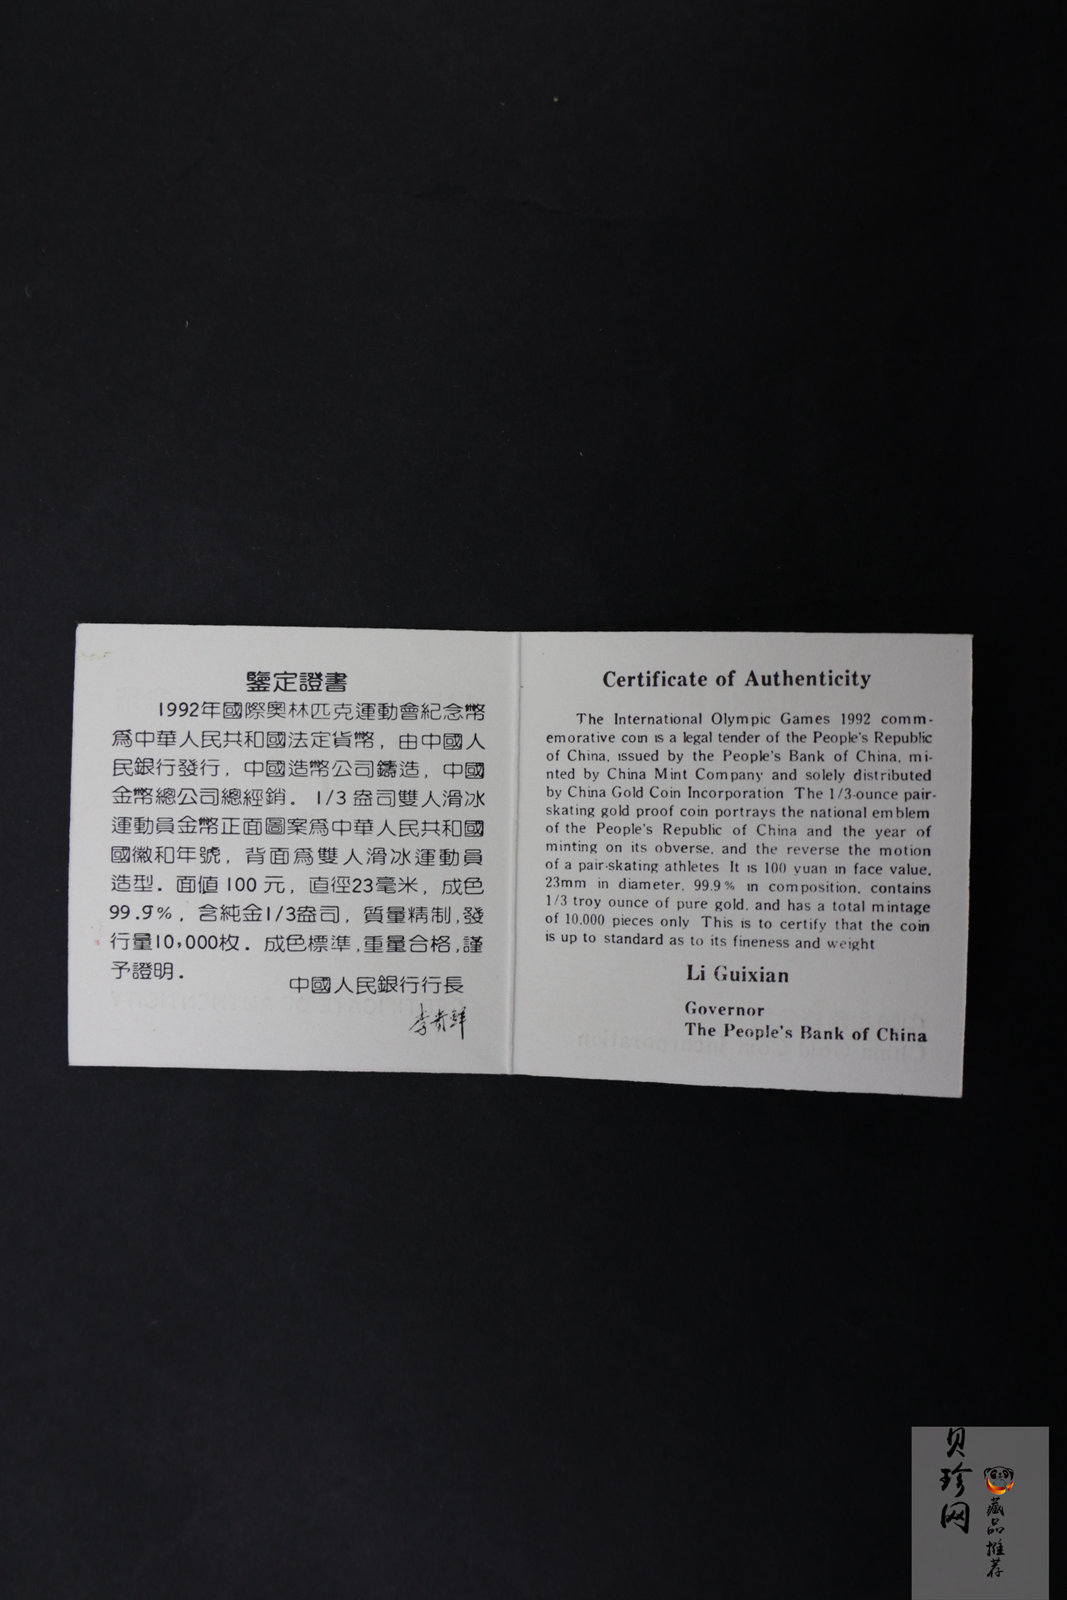 鑒定證書
1992年國際奧林匹克運動會紀念幣
爲中華人民共和國法定貨幣，由中國人
民銀行發行，中國造幣公司鑄造，中國
金幣總公司總經銷．1/3盎司雙人滑冰
運動員金幣正面圖案爲中華人民共和國
國徽和年號，背面爲雙人滑冰運動員
造型．面値100元，直徑23毫米，成色
99.9%，含純金1/3盎司，質量精制，發
行量10,000枚．成色標準，重量合格，謹
予證明．
中國人民銀行行長
李貴鮮
Certificate of Authenticity
The International Olympic Games 1992 comm-
emorative coin is a legal tender of the People's Republic
of China, issued by the People's Bank of China, mi-
nted by China Mint Company and solely distributed
by China Gold Coin Incorporation The 1/3-ounce pair-
skating gold proof coin portrays the national emblem
of the People's Republic of China and the year of
minting on its obverse, and the reverse the motion
of a pair-skating athletes It is 100 yuan in face value,
23mm in diameter, 99.9% in composition, contains
1/3 troy ounce of pure gold, and has a total mintage
of 10,000 pieces only This is to certify that the coin
is up to standard as to its fineness and weight
Li Guixian
Governor
The People's Bank of China
贝珍网
藏品推荐